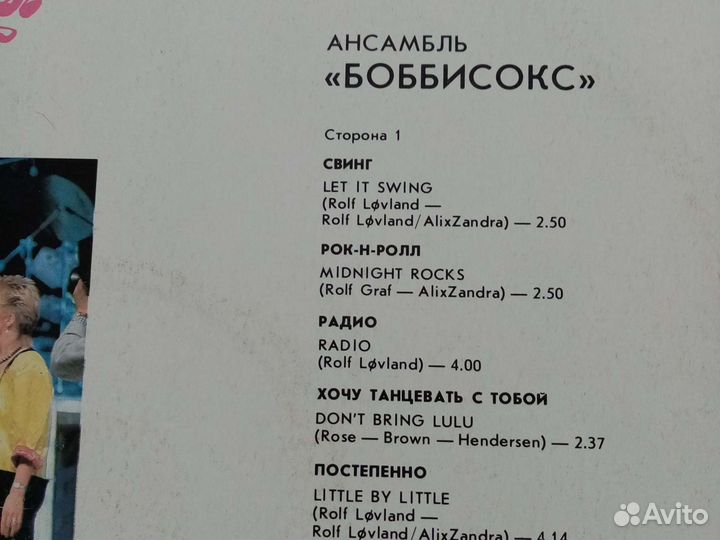 АНСАМБЛЬ
«БОББИСОКС»
Сторона 1
СВИНГ
LET IT SWING
(Rolf Løvland —
Rolf Løvland/AlixZandra) — 2.50
РОК-Н-РОЛЛ
MIDNIGHT ROCKS
(Rolf Graf — AlixZandra) — 2.50
РАДИО
RADIO
(Rolf Løvland) — 4.00
ХОЧУ ТАНЦЕВАТЬ С ТОБОЙ
DON'T BRING LULU
(Rose — Brown — Hendersen) — 2.37
ПОСТЕПЕННО
LITTLE BY LITTLE
(Rolf Løvland —
Rolf Løvland/AlixZandra) — 4.14
Avito